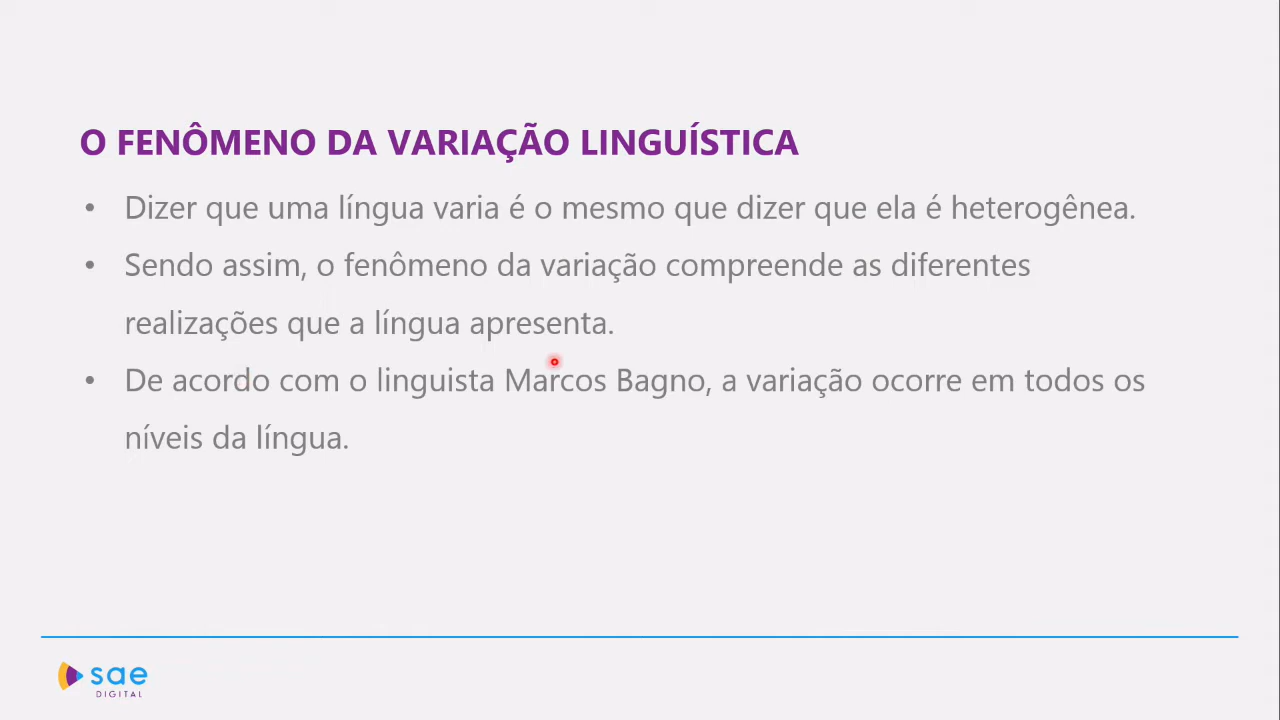 O FENÔMENO DA VARIAÇÃO LINGUÍSTICA
• Dizer que uma língua varia é o mesmo que dizer que ela é heterogênea.
• Sendo assim, o fenômeno da variação compreende as diferentes
realizações que a língua apresenta.
• De acordo com o linguista Marcos Bagno, a variação ocorre em todos os
níveis da língua.
sae
DIGITAL